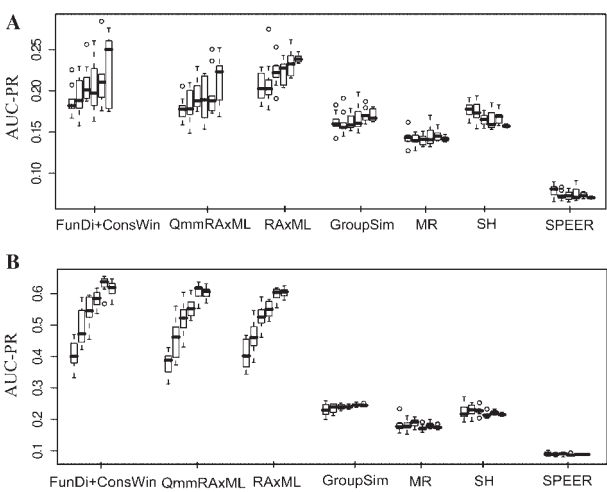 A
AUC-PR
0.25
0.20
0.15
0.10
FunDi+ConsWin QmmRAxML RAxML GroupSim MR SH SPEER
B
AUC-PR
0.6
0.5
0.4
0.3
0.2
0.1
FunDi+ConsWin QmmRAxML RAxML GroupSim MR SH SPEER